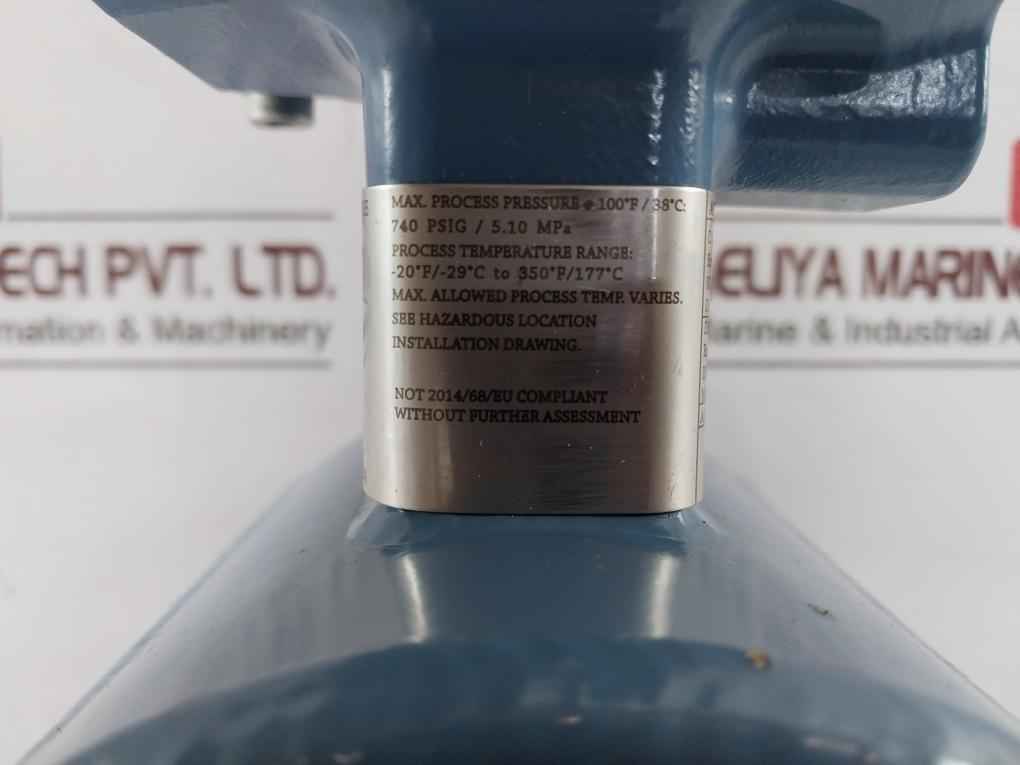 MAX. PROCESS PRESSURE @ 100°F / 38°C:
740 PSIG / 5.10 MPa
PROCESS TEMPERATURE RANGE:
-20°F/-29°C to 350°F/177°C
MAX. ALLOWED PROCESS TEMP. VARIES.
SEE HAZARDOUS LOCATION
INSTALLATION DRAWING.
NOT 2014/68/EU COMPLIANT
WITHOUT FURTHER ASSESSMENT
ECH PVT. LTD.
mation & Machinery
ELIYA MARINE
arine & Industrial A